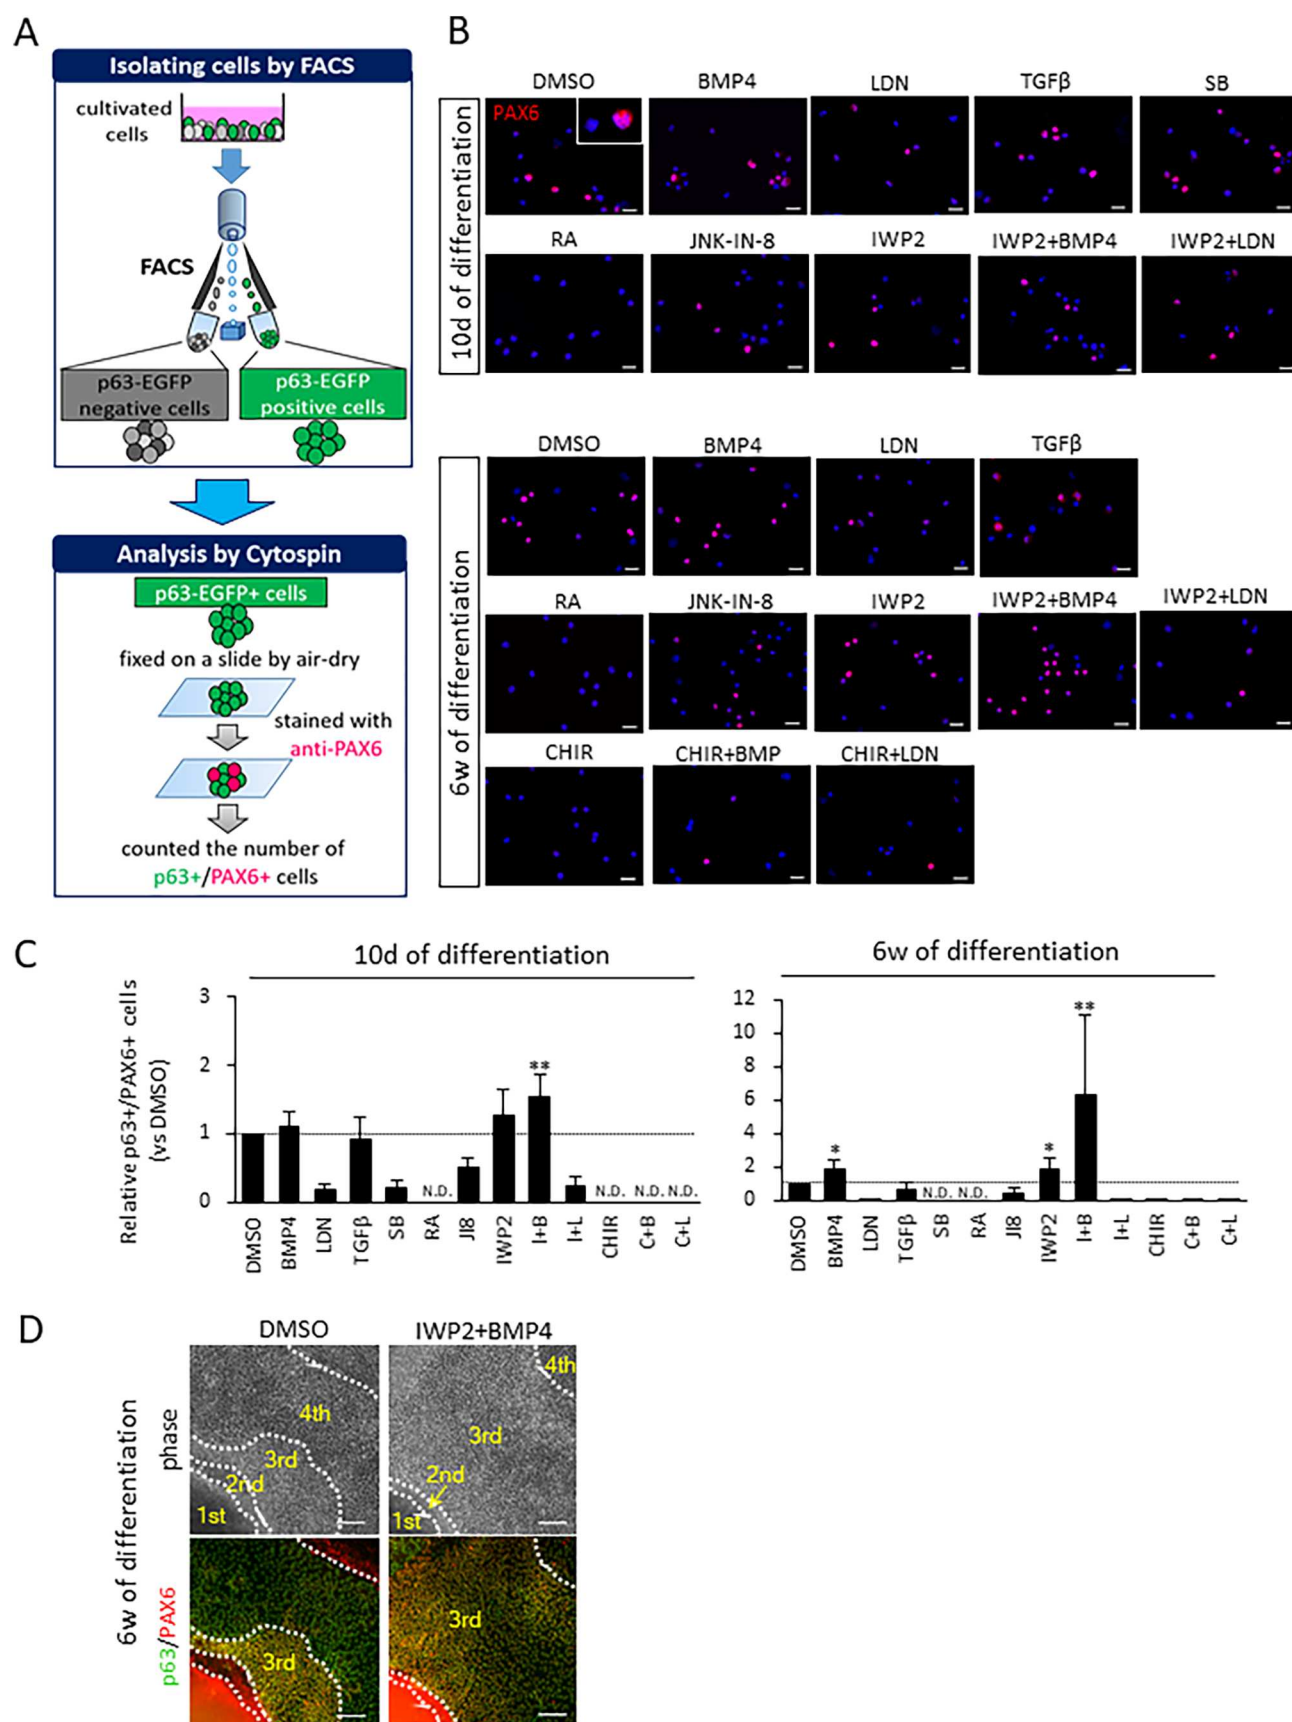 A
Isolating cells by FACS
cultivated
cells
FACS
p63-EGFP
negative cells
p63-EGFP
positive cells
Analysis by Cytospin
p63-EGFP+ cells
fixed on a slide by air-dry
stained with
anti-PAX6
counted the number of
p63+/PAX6+ cells
B
10d of differentiation
DMSO BMP4 LDN TGFβ SB
PAX6
RA JNK-IN-8 IWP2 IWP2+BMP4 IWP2+LDN
6w of differentiation
DMSO BMP4 LDN TGFβ
RA JNK-IN-8 IWP2 IWP2+BMP4 IWP2+LDN
CHIR CHIR+BMP CHIR+LDN
C
Relative p63+/PAX6+ cells
(vs DMSO)
10d of differentiation
3
2
1
0
**
N.D. N.D. N.D. N.D.
DMSO BMP4 LDN TGFβ SB RA JI8 IWP2 I+B I+L CHIR C+B C+L
6w of differentiation
12
10
8
6
4
2
0
* * **
N.D. N.D.
DMSO BMP4 LDN TGFβ SB RA JI8 IWP2 I+B I+L CHIR C+B C+L
D
6w of differentiation
DMSO IWP2+BMP4
phase
4th
3rd
2nd
1st
4th
3rd
2nd
1st
p63/PAX6
3rd
3rd